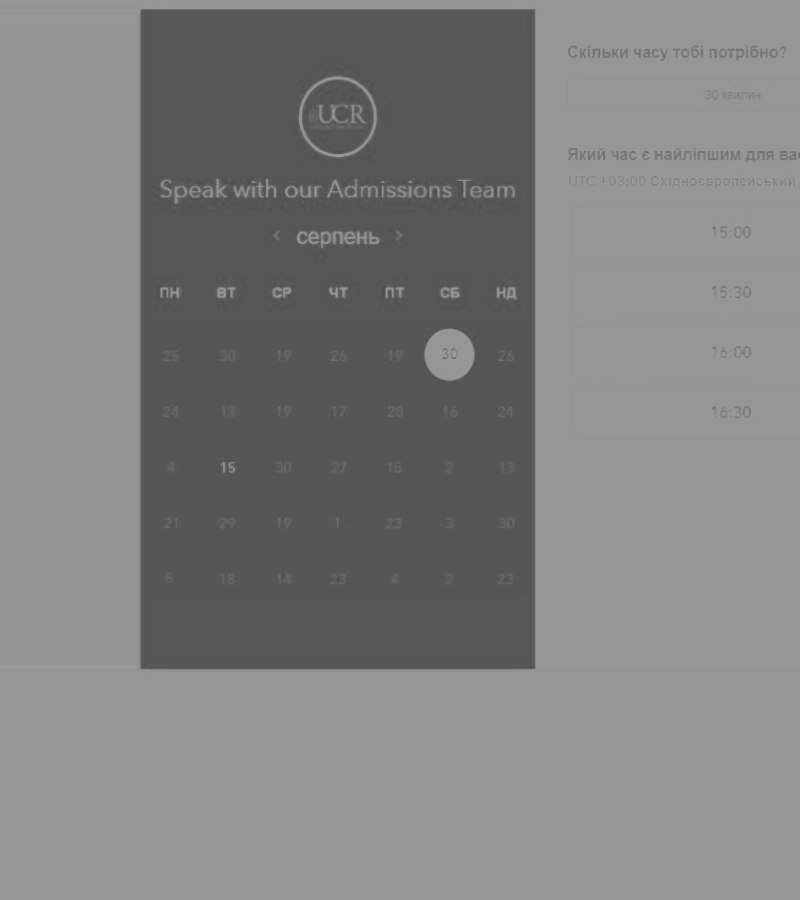 UCR
Speak with our Admissions Team
‹ серпень ›
ПН ВТ СР ЧТ ПТ СБ НД
25 30 19 26 19 30 26
24 13 19 17 28 16 24
4 15 30 27 15 2 13
21 29 19 1 23 3 30
5 18 14 23 4 2 23
Скільки часу тобі потрібно?
30 хвилин
Який час є найліпшим для
UTC +03:00 Східноєвропейський
15:00
15:30
16:00
16:30